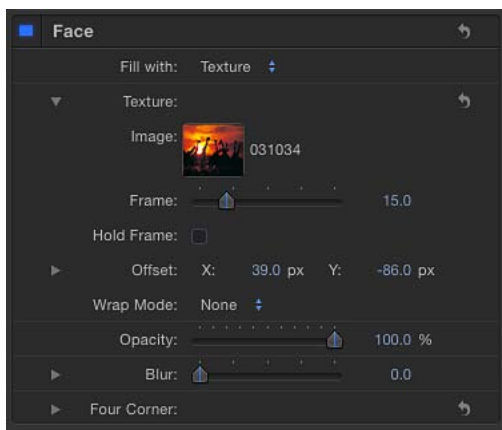 Face
Fill with: Texture
Texture:
Image: 031034
Frame: 15.0
Hold Frame:
Offset: X: 39.0 px Y: -86.0 px
Wrap Mode: None
Opacity: 100.0 %
Blur: 0.0
Four Corner: